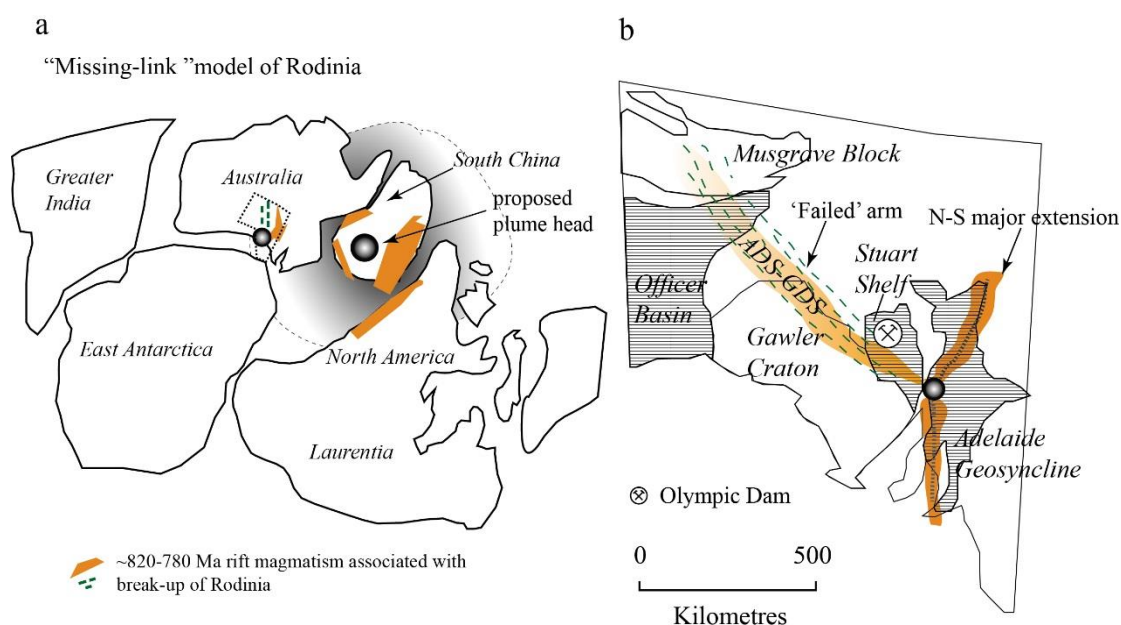 a
“Missing-link ”model of Rodinia
Greater
India
Australia
South China
proposed
plume head
East Antarctica
North America
Laurentia
~820-780 Ma rift magmatism associated with
break-up of Rodinia
b
Musgrave Block
‘Failed’ arm
N-S major extension
Stuart
Shelf
ADS-GDS
Officer
Basin
Gawler
Craton
Adelaide
Geosyncline
Olympic Dam
0 500
Kilometres